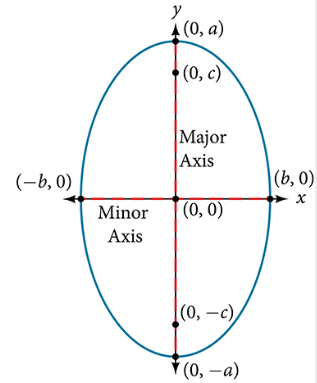 y
(0, a)
(0, c)
Major
Axis
(−b, 0)
(b, 0)
x
Minor
Axis
(0, 0)
(0, −c)
(0, −a)